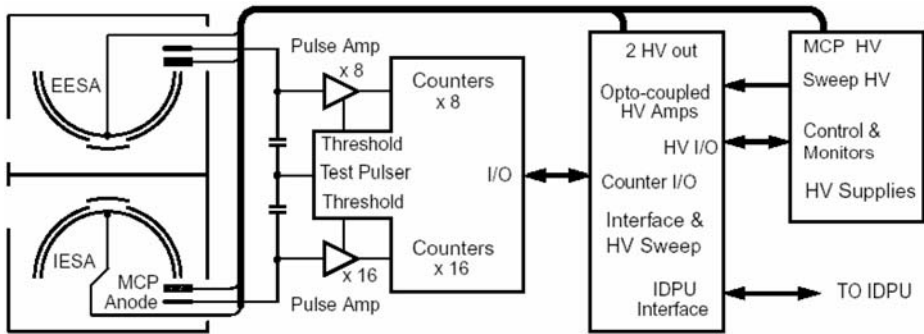 EESA
IESA
MCP
Anode
Pulse Amp
x 8
Counters
x 8
Threshold
Test Pulser
Threshold
I/O
Counters
x 16
x 16
Pulse Amp
2 HV out
Opto-coupled
HV Amps
HV I/O
Counter I/O
Interface &
HV Sweep
IDPU
Interface
MCP HV
Sweep HV
Control &
Monitors
HV Supplies
TO IDPU